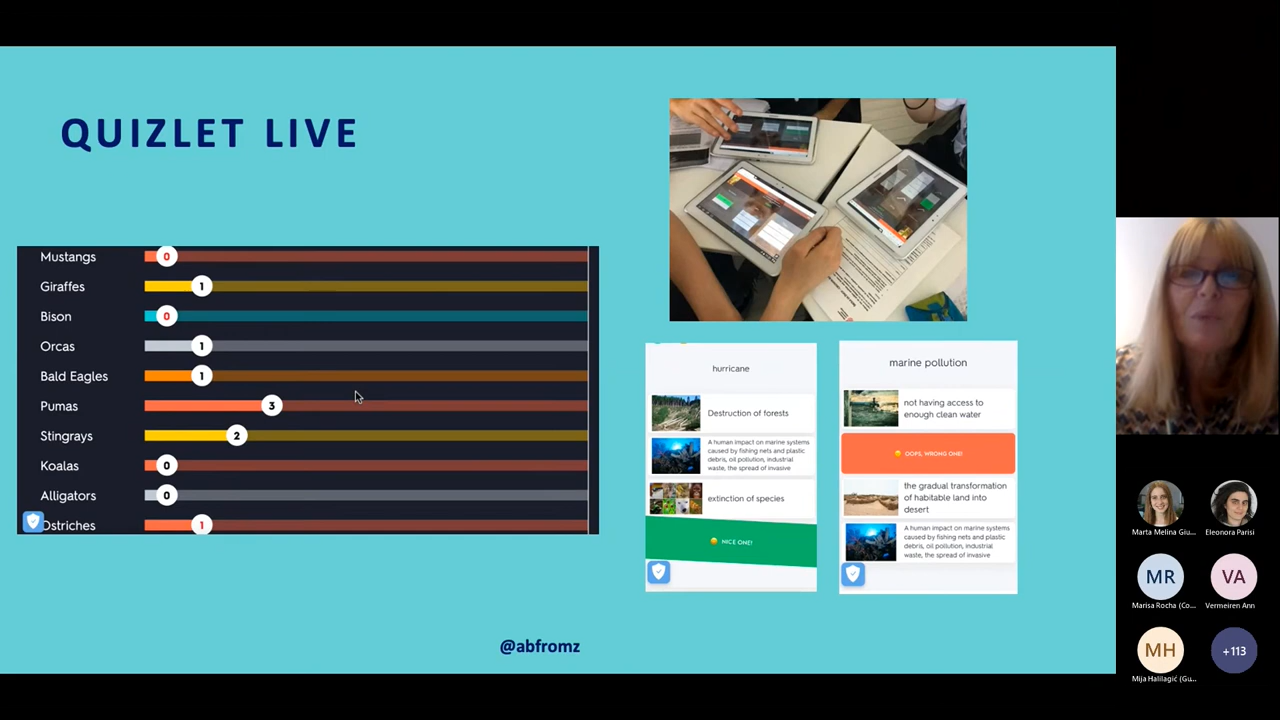 QUIZLET LIVE
Mustangs 0
Giraffes 1
Bison 0
Orcas 1
Bald Eagles 1
Pumas 3
Stingrays 2
Koalas 0
Alligators 0
Ostriches 1
hurricane
Destruction of forests
A human impact on marine systems
caused by fishing nets and plastic
debris, oil pollution, industrial
waste, the spread of invasive
extinction of species
NICE ONE!
marine pollution
not having access to
enough clean water
OOPS, WRONG ONE!
the gradual transformation
of habitable land into
desert
A human impact on marine systems
caused by fishing nets and plastic
debris, oil pollution, industrial
waste, the spread of invasive
@abfromz
Marta Melina Giu...
Eleonora Parisi
MR
VA
Marisa Rocha (Co...
Vermeiren Ann
MH
+113
Mija Halilagić (Gu...